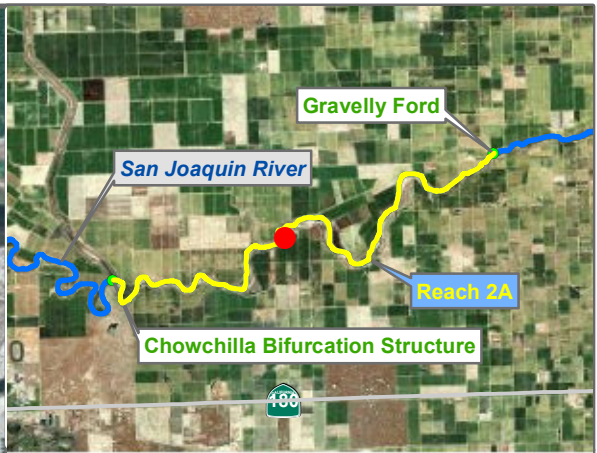 Gravelly Ford
San Joaquin River
Reach 2A
Chowchilla Bifurcation Structure
180